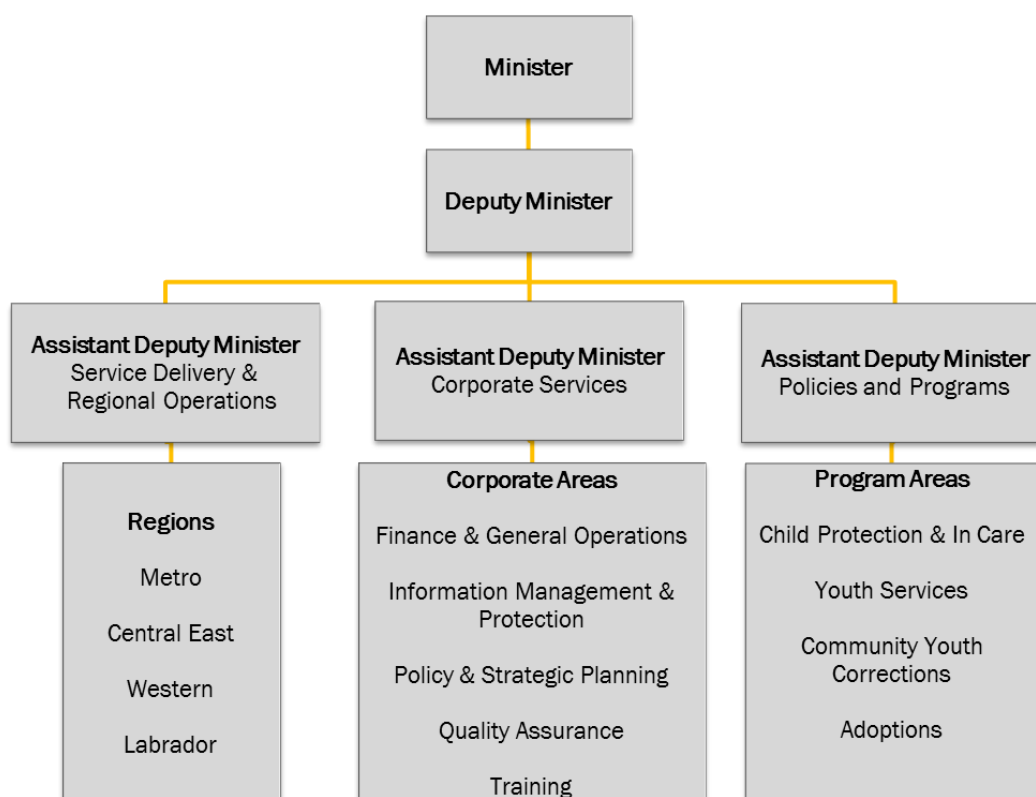 Minister
Deputy Minister
Assistant Deputy Minister
Service Delivery &
Regional Operations
Assistant Deputy Minister
Corporate Services
Assistant Deputy Minister
Policies and Programs
Regions
Metro
Central East
Western
Labrador
Corporate Areas
Finance & General Operations
Information Management &
Protection
Policy & Strategic Planning
Quality Assurance
Training
Program Areas
Child Protection & In Care
Youth Services
Community Youth
Corrections
Adoptions